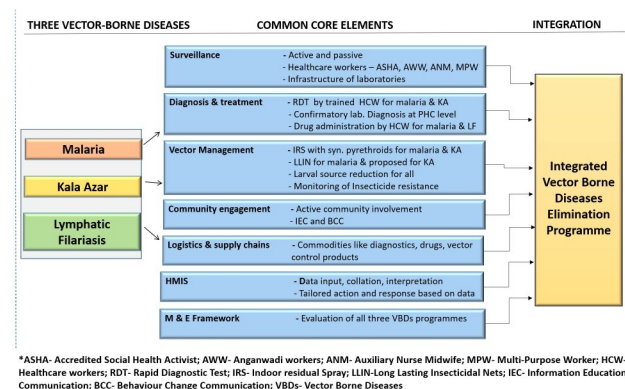 THREE VECTOR-BORNE DISEASES
COMMON CORE ELEMENTS
INTEGRATION
Malaria
Kala Azar
Lymphatic
Filariasis
Surveillance
- Active and passive
- Healthcare workers – ASHA, AWW, ANM, MPW
- Infrastructure of laboratories
Diagnosis & treatment
- RDT by trained HCW for malaria & KA
- Confirmatory lab. Diagnosis at PHC level
- Drug administration by HCW for malaria & LF
Vector Management
- IRS with syn. pyrethroids for malaria & KA
- LLIN for malaria & proposed for KA
- Larval source reduction for all
- Monitoring of Insecticide resistance
Community engagement
- Active community involvement
- IEC and BCC
Logistics & supply chains
- Commodities like diagnostics, drugs, vector
control products
HMIS
- Data input, collation, interpretation
- Tailored action and response based on data
M & E Framework
- Evaluation of all three VBDs programmes
Integrated
Vector Borne
Diseases
Elimination
Programme
*ASHA- Accredited Social Health Activist; AWW- Anganwadi workers; ANM- Auxiliary Nurse Midwife; MPW- Multi-Purpose Worker; HCW-
Healthcare workers; RDT- Rapid Diagnostic Test; IRS- Indoor residual Spray; LLIN-Long Lasting Insecticidal Nets; IEC- Information Education
Communication; BCC- Behaviour Change Communication; VBDs- Vector Borne Diseases